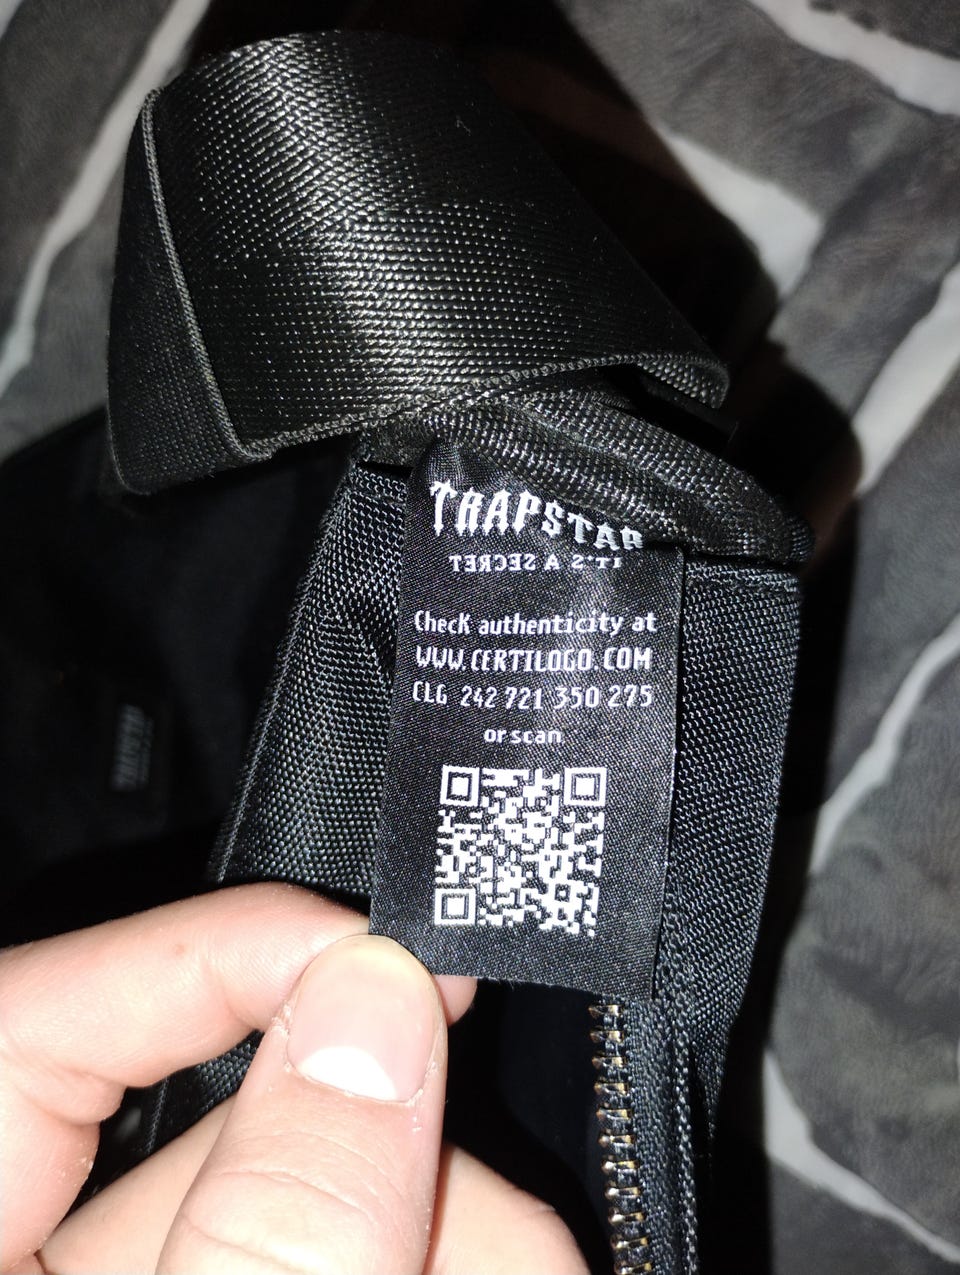 TRAPSTAR
IT'S A SECRET
Check authenticity at
WWW.CERTILOGO.COM
CLG 242 721 350 275
or scan